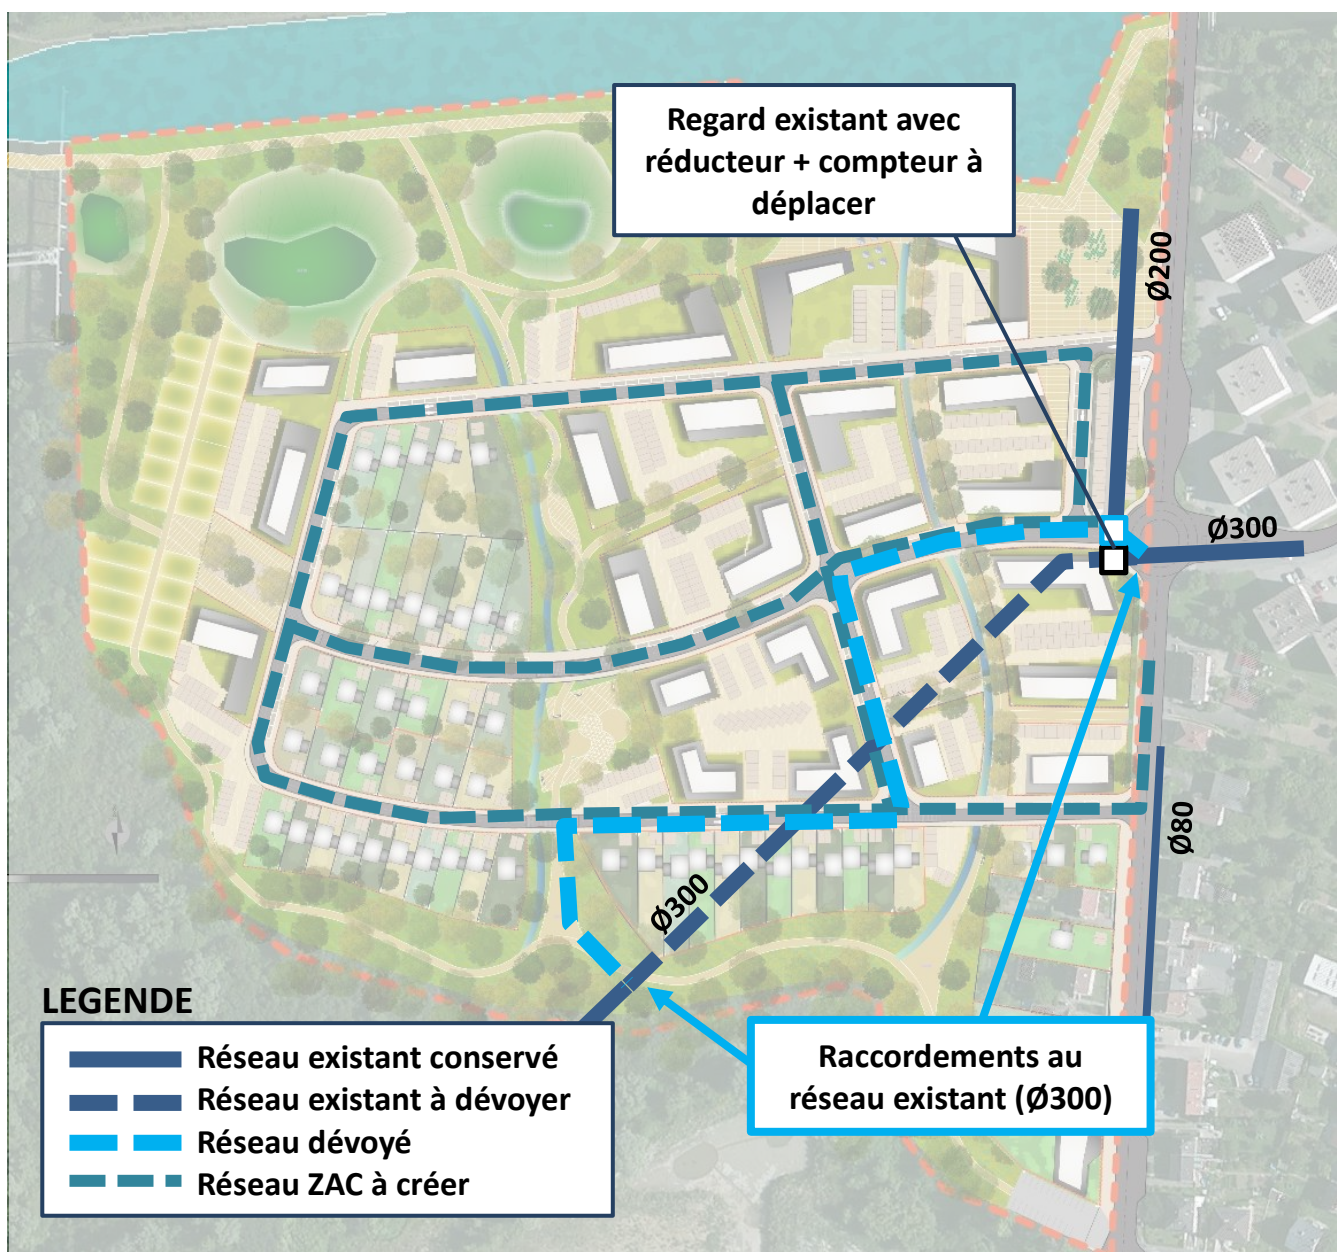 Regard existant avec
réducteur + compteur à
déplacer
Ø200
Ø300
Ø80
Ø300
Raccordements au
réseau existant (Ø300)
LEGENDE
Réseau existant conservé
Réseau existant à dévoyer
Réseau dévoyé
Réseau ZAC à créer